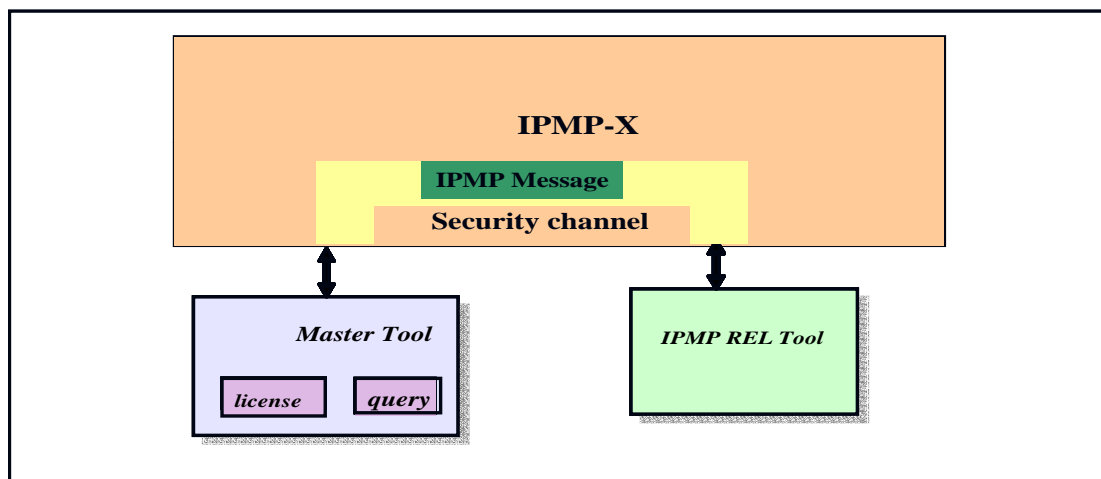 IPMP-X
IPMP Message
Security channel
Master Tool
IPMP REL Tool
license
query